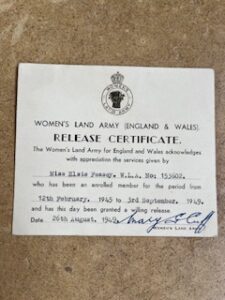 WOMEN'S LAND ARMY
WOMEN'S LAND ARMY (ENGLAND & WALES).
RELEASE CERTIFICATE.
The Women's Land Army for England and Wales acknowledges
with appreciation the services given by
Miss Elsie W.L.A. No: 153602.
who has been an enrolled member for the period from
12th February, 1945 to 3rd September, 1949.
and has this day been granted a willing release
Date 26th August, 1949.
WOMEN'S LAND ARMY